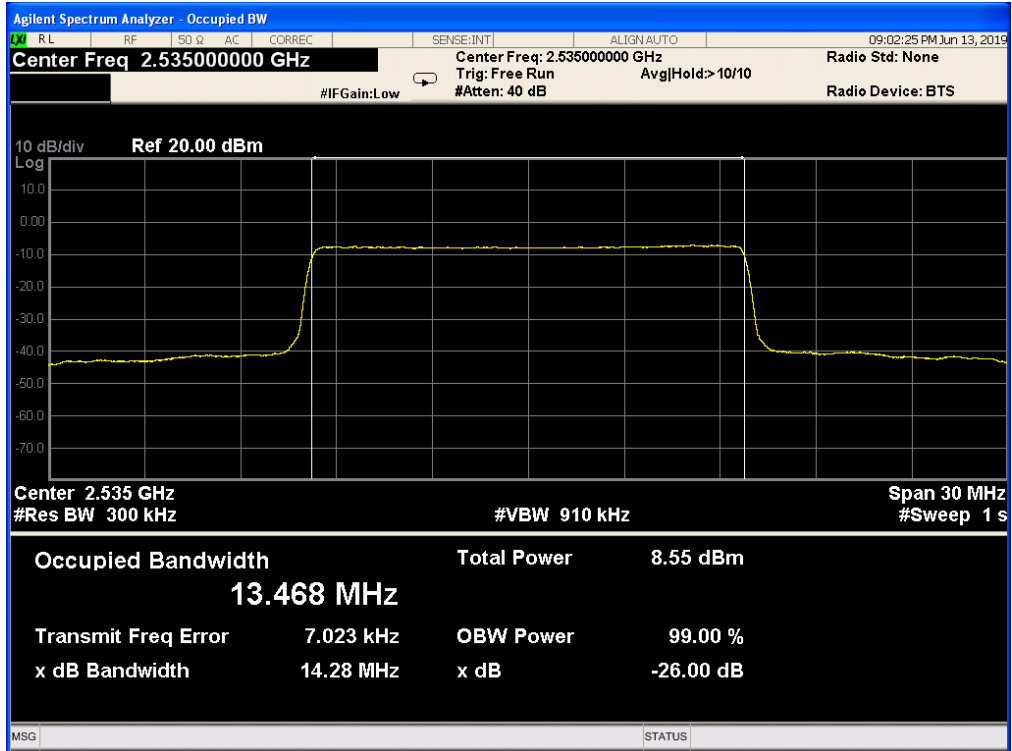 Agilent Spectrum Analyzer - Occupied BW
LXI RL RF 50 Ω AC CORREC SENSE:INT ALIGNAUTO 09:02:25 PM Jun 13, 2019
Center Freq 2.535000000 GHz Center Freq: 2.535000000 GHz Radio Std: None
Trig: Free Run Avg|Hold:>10/10
#IFGain:Low #Atten: 40 dB Radio Device: BTS
10 dB/div Ref 20.00 dBm
Log
10.0
0.00
-10.0
-20.0
-30.0
-40.0
-50.0
-60.0
-70.0
Center 2.535 GHz Span 30 MHz
#Res BW 300 kHz #VBW 910 kHz #Sweep 1 s
Occupied Bandwidth Total Power 8.55 dBm
13.468 MHz
Transmit Freq Error 7.023 kHz OBW Power 99.00 %
x dB Bandwidth 14.28 MHz x dB -26.00 dB
MSG STATUS